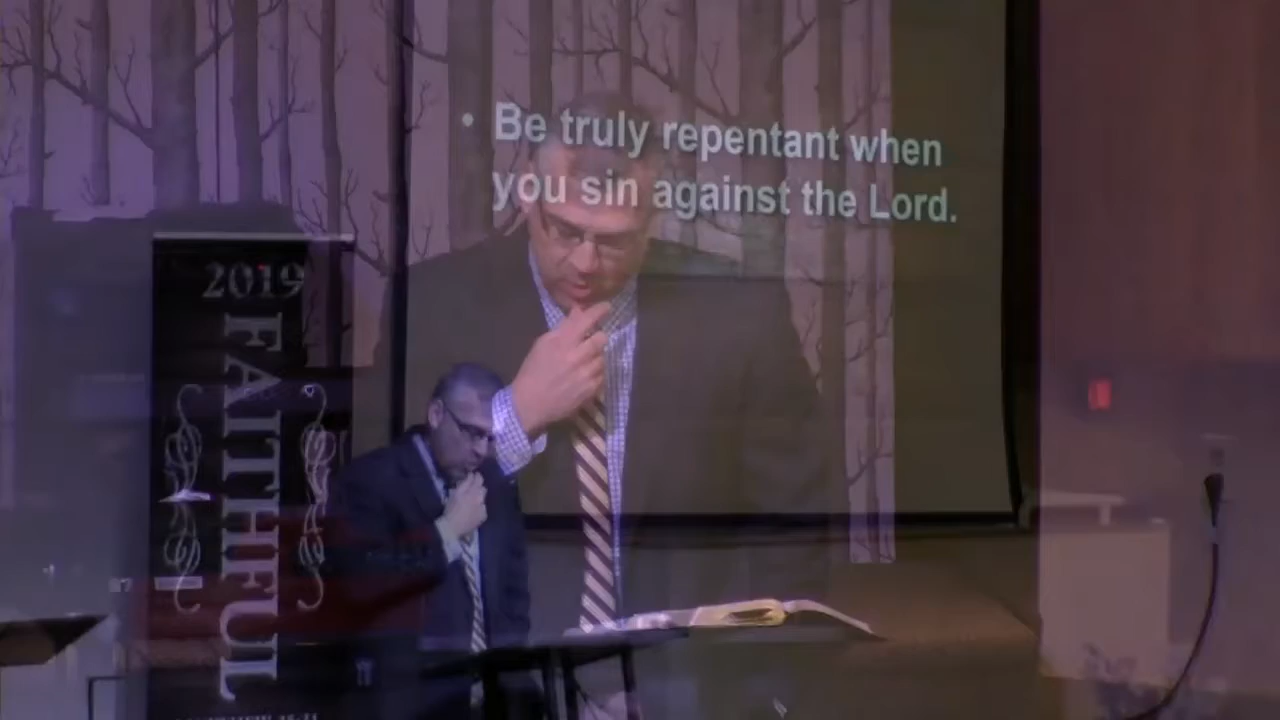 • Be truly repentant when
you sin against the Lord.
2019
FAITHFUL